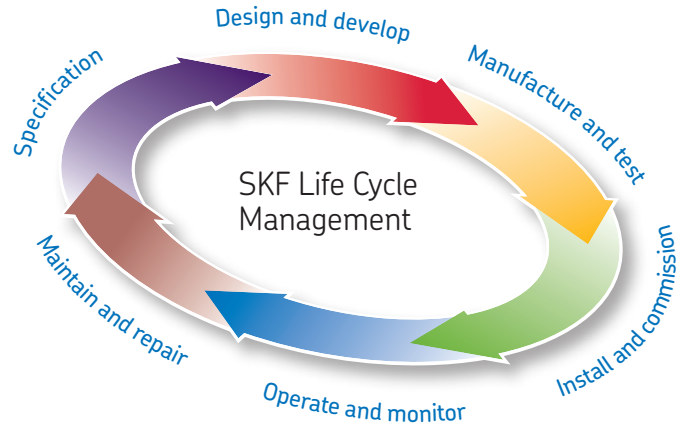 Design and develop
Manufacture and test
Specification
SKF Life Cycle
Management
Install and commission
Maintain and repair
Operate and monitor